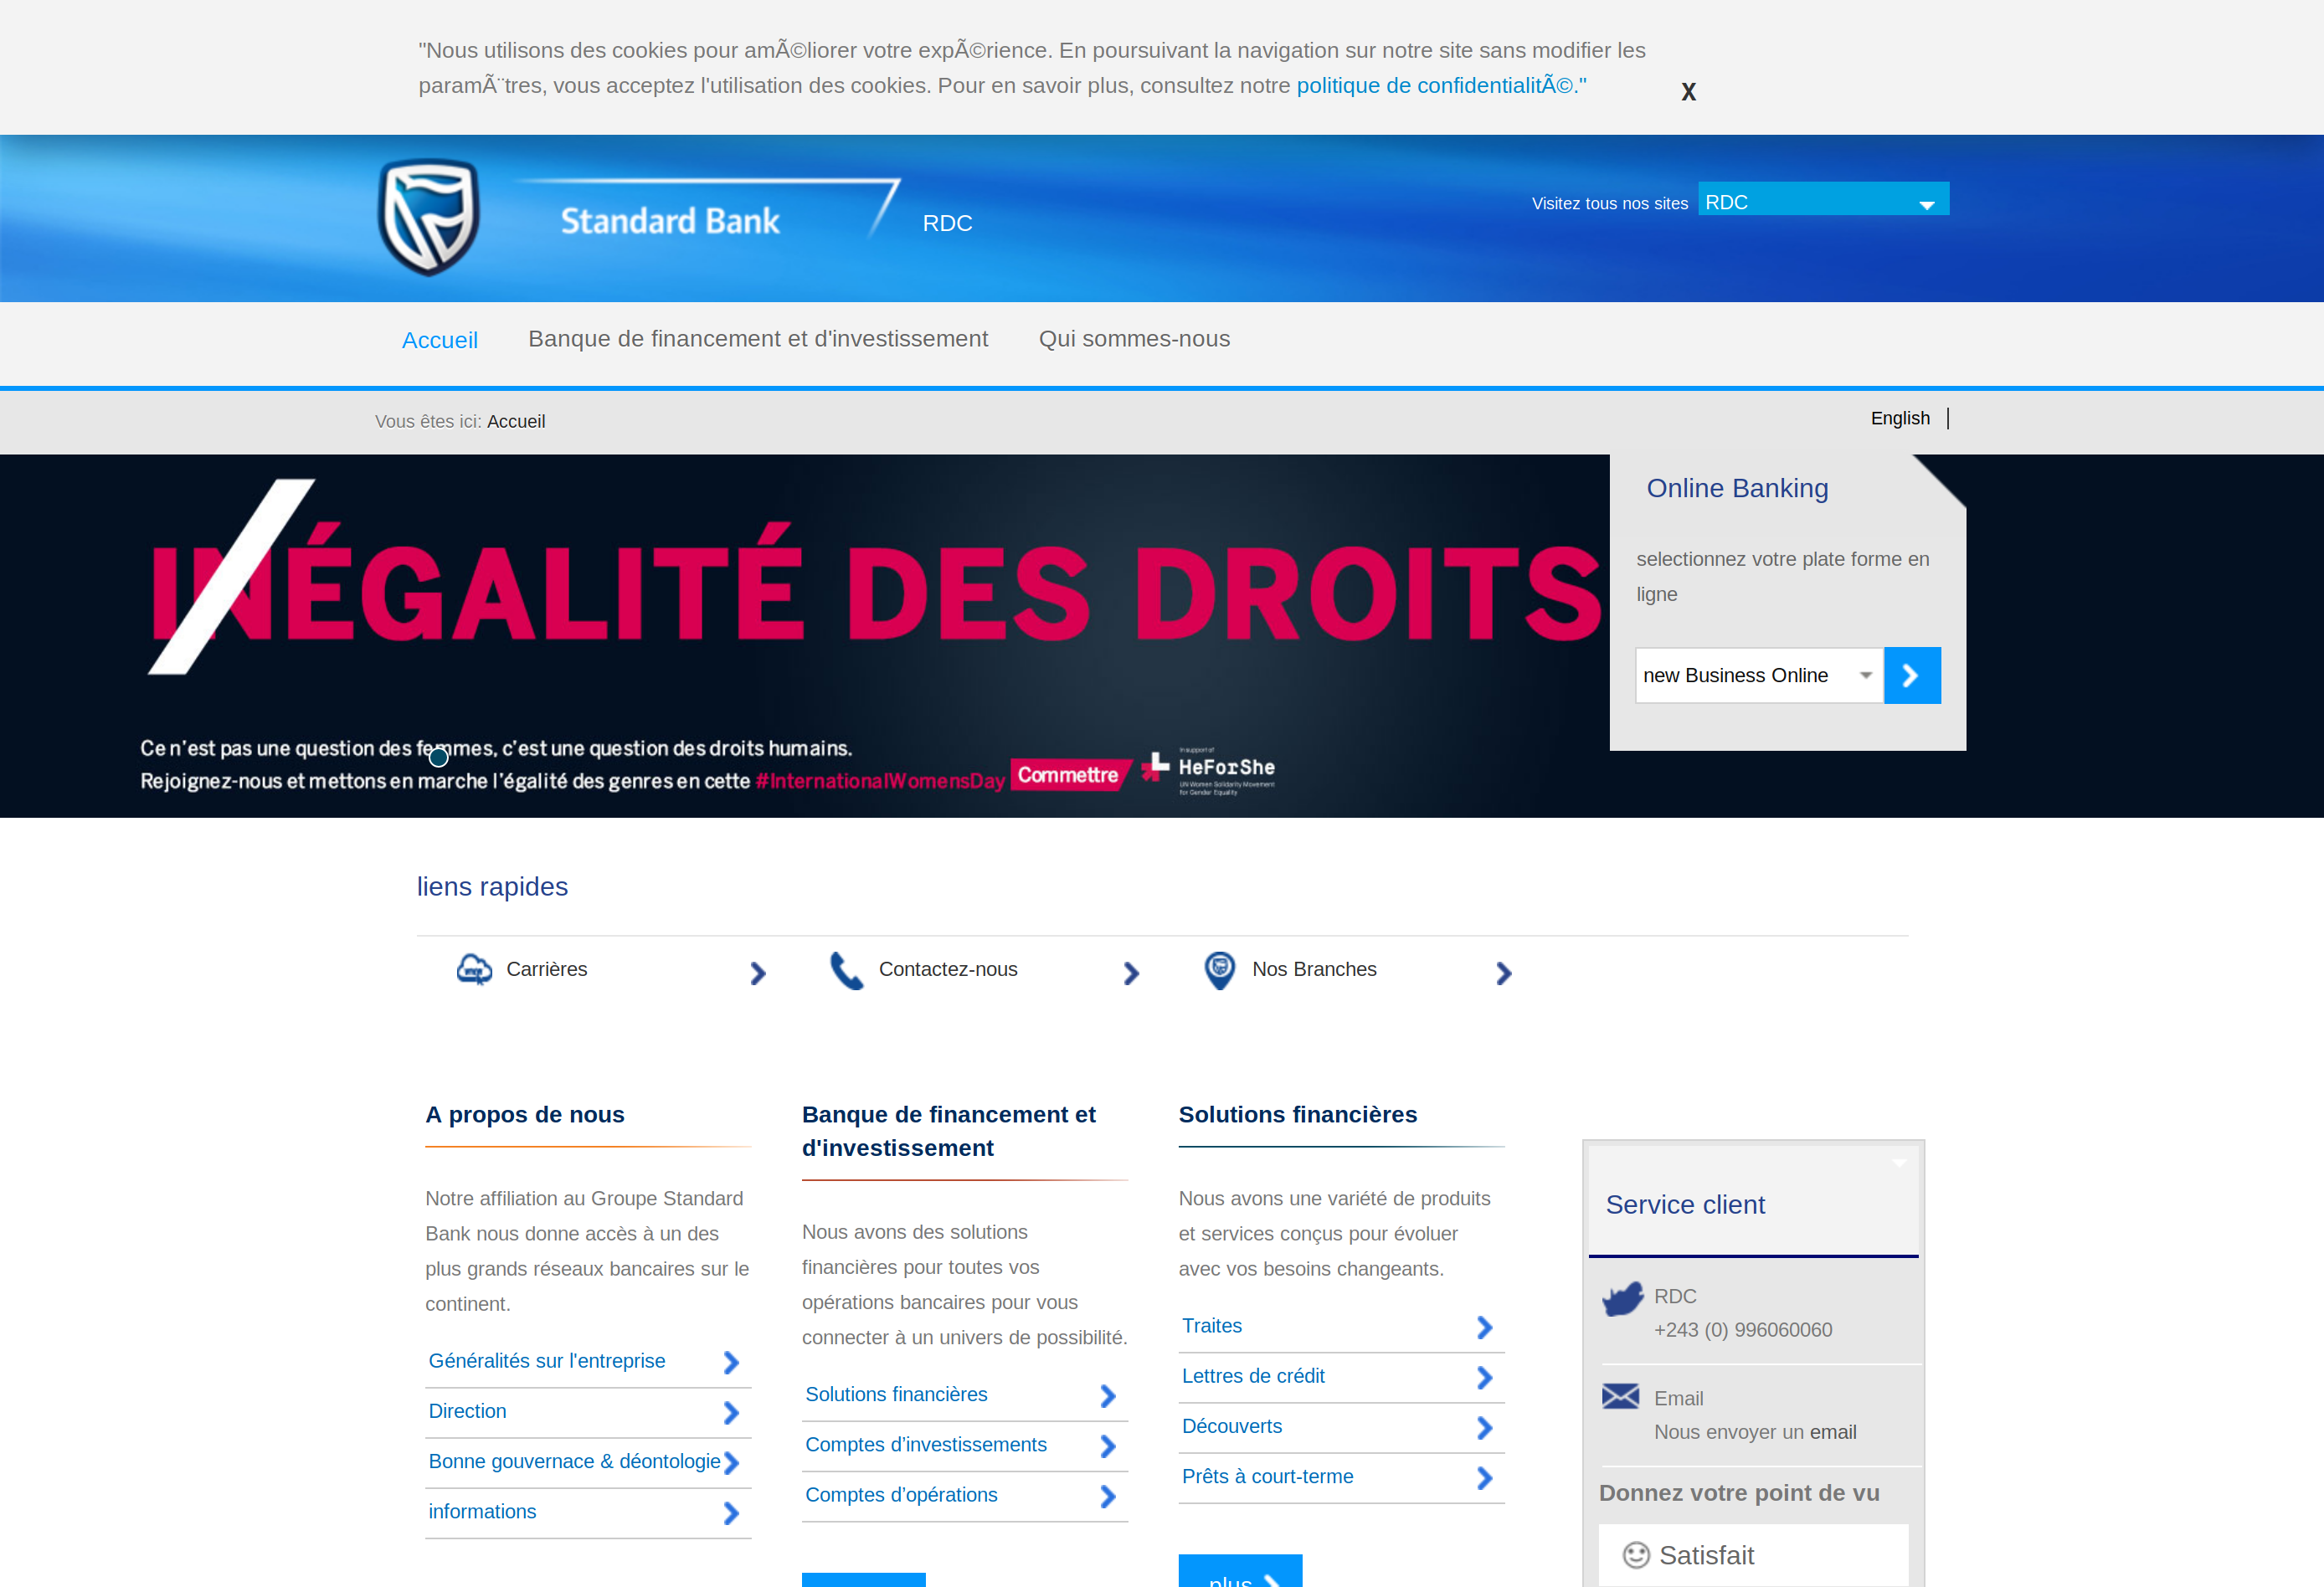 "Nous utilisons des cookies pour amÃ©liorer votre expÃ©rience. En poursuivant la navigation sur notre site sans modifier les
paramÃ¨tres, vous acceptez l'utilisation des cookies. Pour en savoir plus, consultez notre politique de confidentialitÃ©."
X
Standard Bank
RDC
Visitez tous nos sites
RDC
Accueil
Banque de financement et d'investissement
Qui sommes-nous
Vous êtes ici: Accueil
English
INÉGALITÉ DES DROITS
Ce n'est pas une question des femmes, c'est une question des droits humains.
Rejoignez-nous et mettons en marche l'égalité des genres en cette #InternationalWomensDay
Commettre
In support of
HeForShe
UN Women Solidarity Movement
for Gender Equality
Online Banking
selectionnez votre plate forme en
ligne
new Business Online
liens rapides
Carrières
Contactez-nous
Nos Branches
A propos de nous
Notre affiliation au Groupe Standard
Bank nous donne accès à un des
plus grands réseaux bancaires sur le
continent.
Généralités sur l'entreprise
Direction
Bonne gouvernace & déontologie
informations
Banque de financement et
d'investissement
Nous avons des solutions
financières pour toutes vos
opérations bancaires pour vous
connecter à un univers de possibilité.
Solutions financières
Comptes d’investissements
Comptes d’opérations
Solutions financières
Nous avons une variété de produits
et services conçus pour évoluer
avec vos besoins changeants.
Traites
Lettres de crédit
Découverts
Prêts à court-terme
plus
Service client
RDC
+243 (0) 996060060
Email
Nous envoyer un email
Donnez votre point de vu
Satisfait